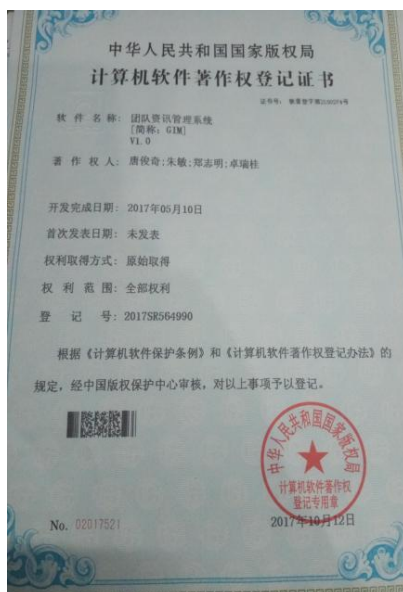 中华人民共和国国家版权局
计算机软件著作权登记证书
证书号：
软件名称： 团队资讯管理系统
[简称：GIM]
V1.0
著作权人： 唐俊奇;朱敏;郑志明;卓瑞桂
开发完成日期： 2017年05月10日
首次发表日期： 未发表
权利取得方式： 原始取得
权利范围： 全部权利
登记号： 2017SR564990
根据《计算机软件保护条例》和《计算机软件著作权登记办法》的
规定，经中国版权保护中心审核，对以上事项予以登记。
中华人民共和国国家版权局
计算机软件著作权
登记专用章
No. 02017521
2017年10月12日